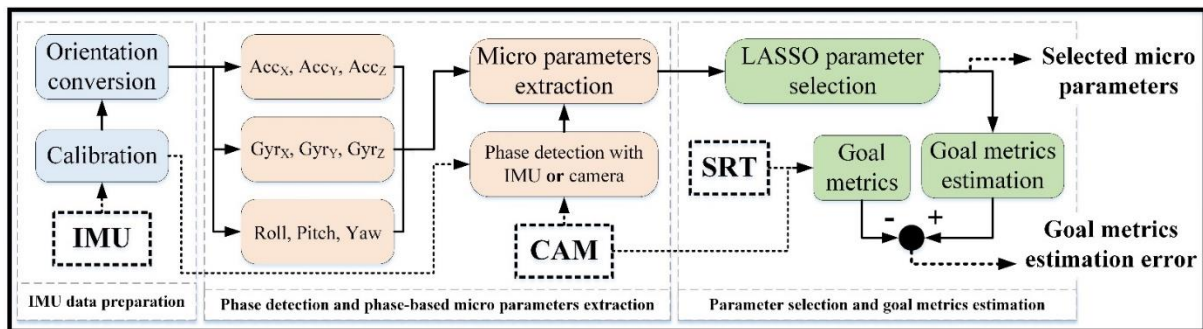 Orientation
conversion
Calibration
IMU
IMU data preparation
Acc_X, Acc_Y, Acc_Z
Gyr_X, Gyr_Y, Gyr_Z
Roll, Pitch, Yaw
Micro parameters
extraction
Phase detection with
IMU or camera
CAM
Phase detection and phase-based micro parameters extraction
LASSO parameter
selection
Selected micro
parameters
SRT
Goal
metrics
Goal metrics
estimation
- +
Goal metrics
estimation error
Parameter selection and goal metrics estimation